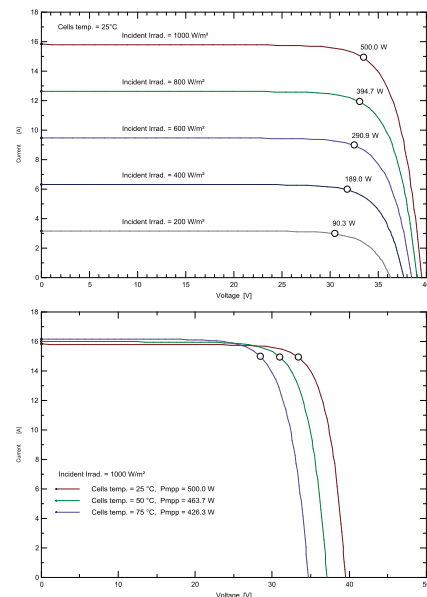 18
Cells temp. = 25°C
Incident Irrad. = 1000 W/m²
500.0 W
16
14
Incident Irrad. = 800 W/m²
394.7 W
12
Incident Irrad. = 600 W/m²
290.9 W
10
Current [A]
8
Incident Irrad. = 400 W/m²
189.0 W
6
4
Incident Irrad. = 200 W/m²
90.3 W
2
0
0 5 10 15 20 25 30 35 40
Voltage [V]
18
16
14
12
10
Current [A]
8
6
Incident Irrad. = 1000 W/m²
Cells temp. = 25 °C, Pmpp = 500.0 W
4
Cells temp. = 50 °C, Pmpp = 463.7 W
Cells temp. = 75 °C, Pmpp = 426.3 W
2
0
0 10 20 30 40 50
Voltage [V]